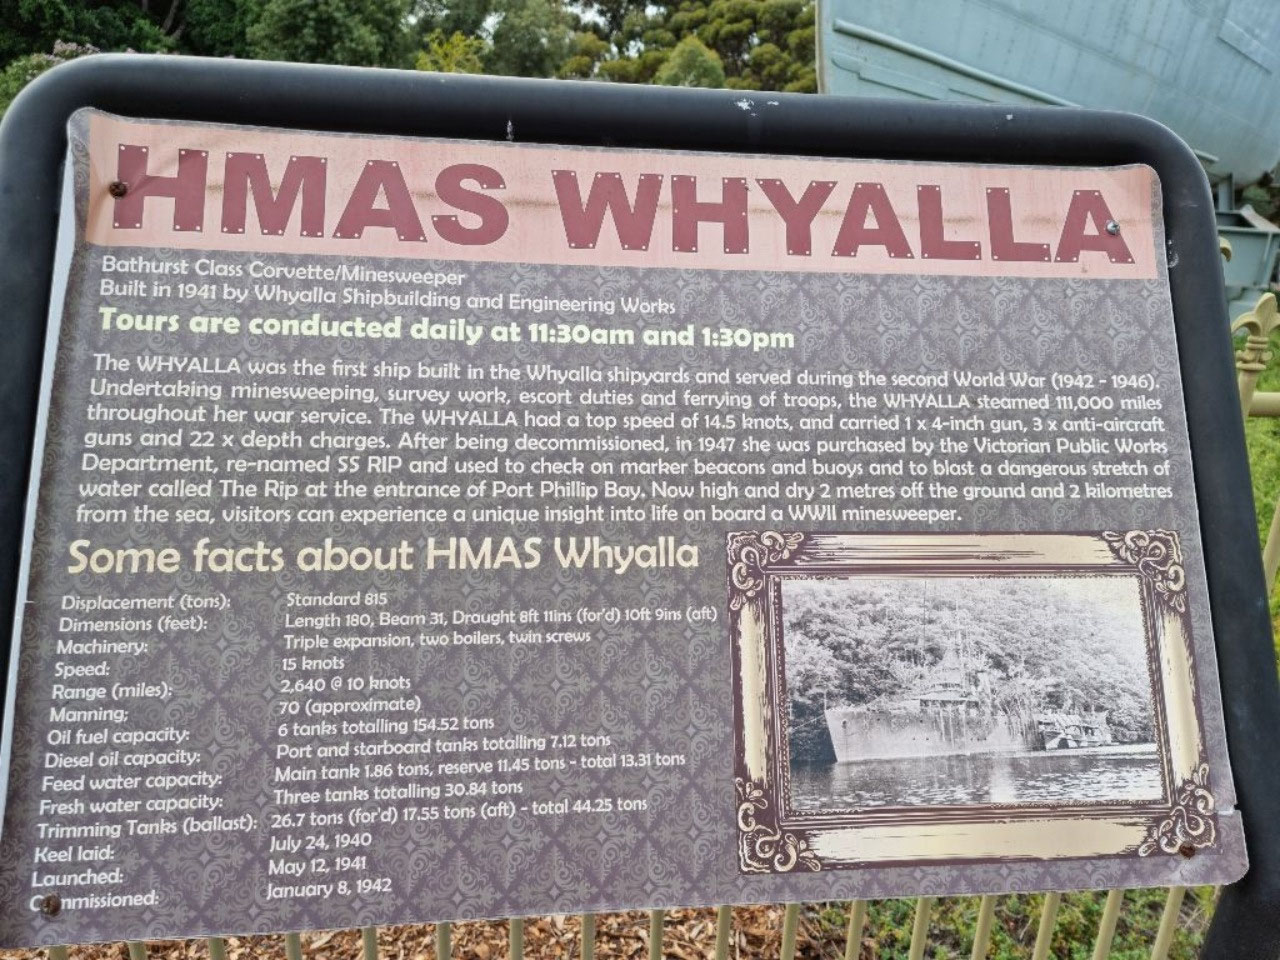 HMAS WHYALLA
Bathurst Class Corvette/Minesweeper
Built in 1941 by Whyalla Shipbuilding and Engineering Works
Tours are conducted daily at 11:30am and 1:30pm
The WHYALLA was the first ship built in the Whyalla shipyards and served during the second World War (1942 - 1946).
Undertaking minesweeping, survey work, escort duties and ferrying of troops, the WHYALLA steamed 111,000 miles
throughout her war service. The WHYALLA had a top speed of 14.5 knots, and carried 1 x 4-inch gun, 3 x anti-aircraft
guns and 22 x depth charges. After being decommissioned, in 1947 she was purchased by the Victorian Public Works
Department, re-named SS RIP and used to check on marker beacons and buoys and to blast a dangerous stretch of
water called The Rip at the entrance of Port Phillip Bay. Now high and dry 2 metres off the ground and 2 kilometres
from the sea, visitors can experience a unique insight into life on board a WWII minesweeper.
Some facts about HMAS Whyalla
Displacement (tons): Standard 815
Dimensions (feet): Length 180, Beam 31, Draught 8ft 11ins (for'd) 10ft 9ins (aft)
Machinery: Triple expansion, two boilers, twin screws
Speed: 15 knots
Range (miles): 2,640 @ 10 knots
Manning: 70 (approximate)
Oil fuel capacity: 6 tanks totalling 154.52 tons
Diesel oil capacity: Port and starboard tanks totalling 7.12 tons
Feed water capacity: Main tank 1.86 tons, reserve 11.45 tons - total 13.31 tons
Fresh water capacity: Three tanks totalling 30.84 tons
Trimming Tanks (ballast): 26.7 tons (for'd) 17.55 tons (aft) - total 44.25 tons
Keel laid: July 24, 1940
Launched: May 12, 1941
Commissioned: January 8, 1942